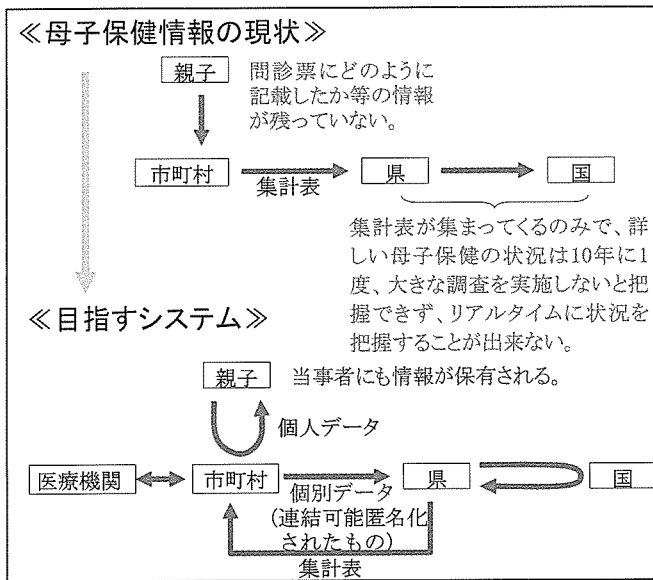 ≪母子保健情報の現状≫
親子
問診票にどのように
記載したか等の情報
が残っていない。
市町村
集計表
県
国
集計表が集まってくるのみで、詳
しい母子保健の状況は10年に1
度、大きな調査を実施しないと把
握できず、リアルタイムに状況を
把握することが出来ない。
≪目指すシステム≫
親子
当事者にも情報が保有される。
個人データ
医療機関
市町村
個別データ
(連結可能匿名化
されたもの)
県
国
集計表